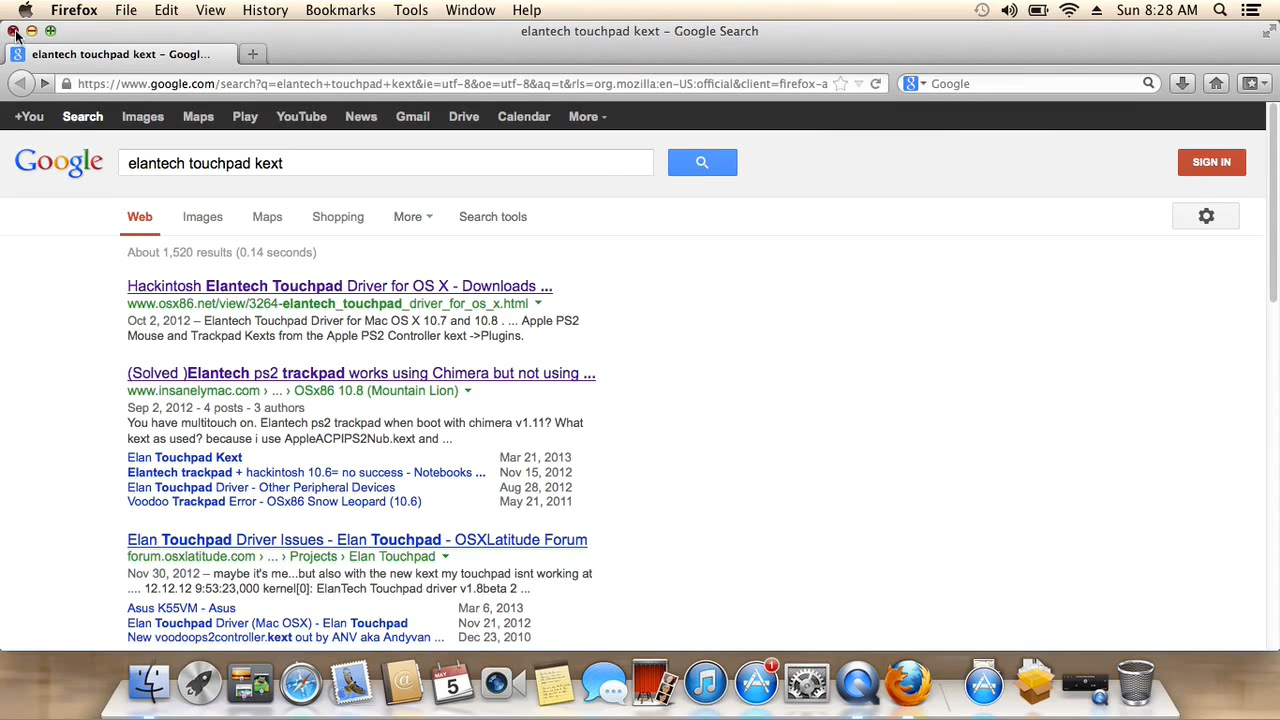 Firefox File Edit View History Bookmarks Tools Window Help Sun 8:28 AM
elantech touchpad kext – Google Search
elantech touchpad kext – Googl...
https://www.google.com/search?q=elantech+touchpad+kext&ie=utf-8&oe=utf-8&aq=t&rls=org.mozilla:en-US:official&client=firefox-a Google
+You Search Images Maps Play YouTube News Gmail Drive Calendar More
Google elantech touchpad kext SIGN IN
Web Images Maps Shopping More Search tools
About 1,520 results (0.14 seconds)
Hackintosh Elantech Touchpad Driver for OS X - Downloads ...
www.osx86.net/view/3264-elantech_touchpad_driver_for_os_x.html
Oct 2, 2012 – Elantech Touchpad Driver for Mac OS X 10.7 and 10.8 . ... Apple PS2
Mouse and Trackpad Kexts from the Apple PS2 Controller kext ->Plugins.
(Solved )Elantech ps2 trackpad works using Chimera but not using ...
www.insanelymac.com › ... › OSx86 10.8 (Mountain Lion)
Sep 2, 2012 - 4 posts - 3 authors
You have multitouch on. Elantech ps2 trackpad when boot with chimera v1.11? What
kext as used? because i use AppleACPIPS2Nub.kext and ...
Elan Touchpad Kext Mar 21, 2013
Elantech trackpad + hackintosh 10.6= no success - Notebooks ... Nov 15, 2012
Elan Touchpad Driver - Other Peripheral Devices Aug 28, 2012
Voodoo Trackpad Error - OSx86 Snow Leopard (10.6) May 21, 2011
Elan Touchpad Driver Issues - Elan Touchpad - OSXLatitude Forum
forum.osxlatitude.com › ... › Projects › Elan Touchpad
Nov 30, 2012 – maybe it's me...but also with the new kext my touchpad isnt working at
.... 12.12.12 9:53:23,000 kernel[0]: ElanTech Touchpad driver v1.8beta 2 ...
Asus K55VM - Asus Mar 6, 2013
Elan Touchpad Driver (Mac OSX) - Elan Touchpad Nov 21, 2012
New voodoops2controller.kext out by ANV aka Andyvan ... Dec 23, 2010
MAY
5
1